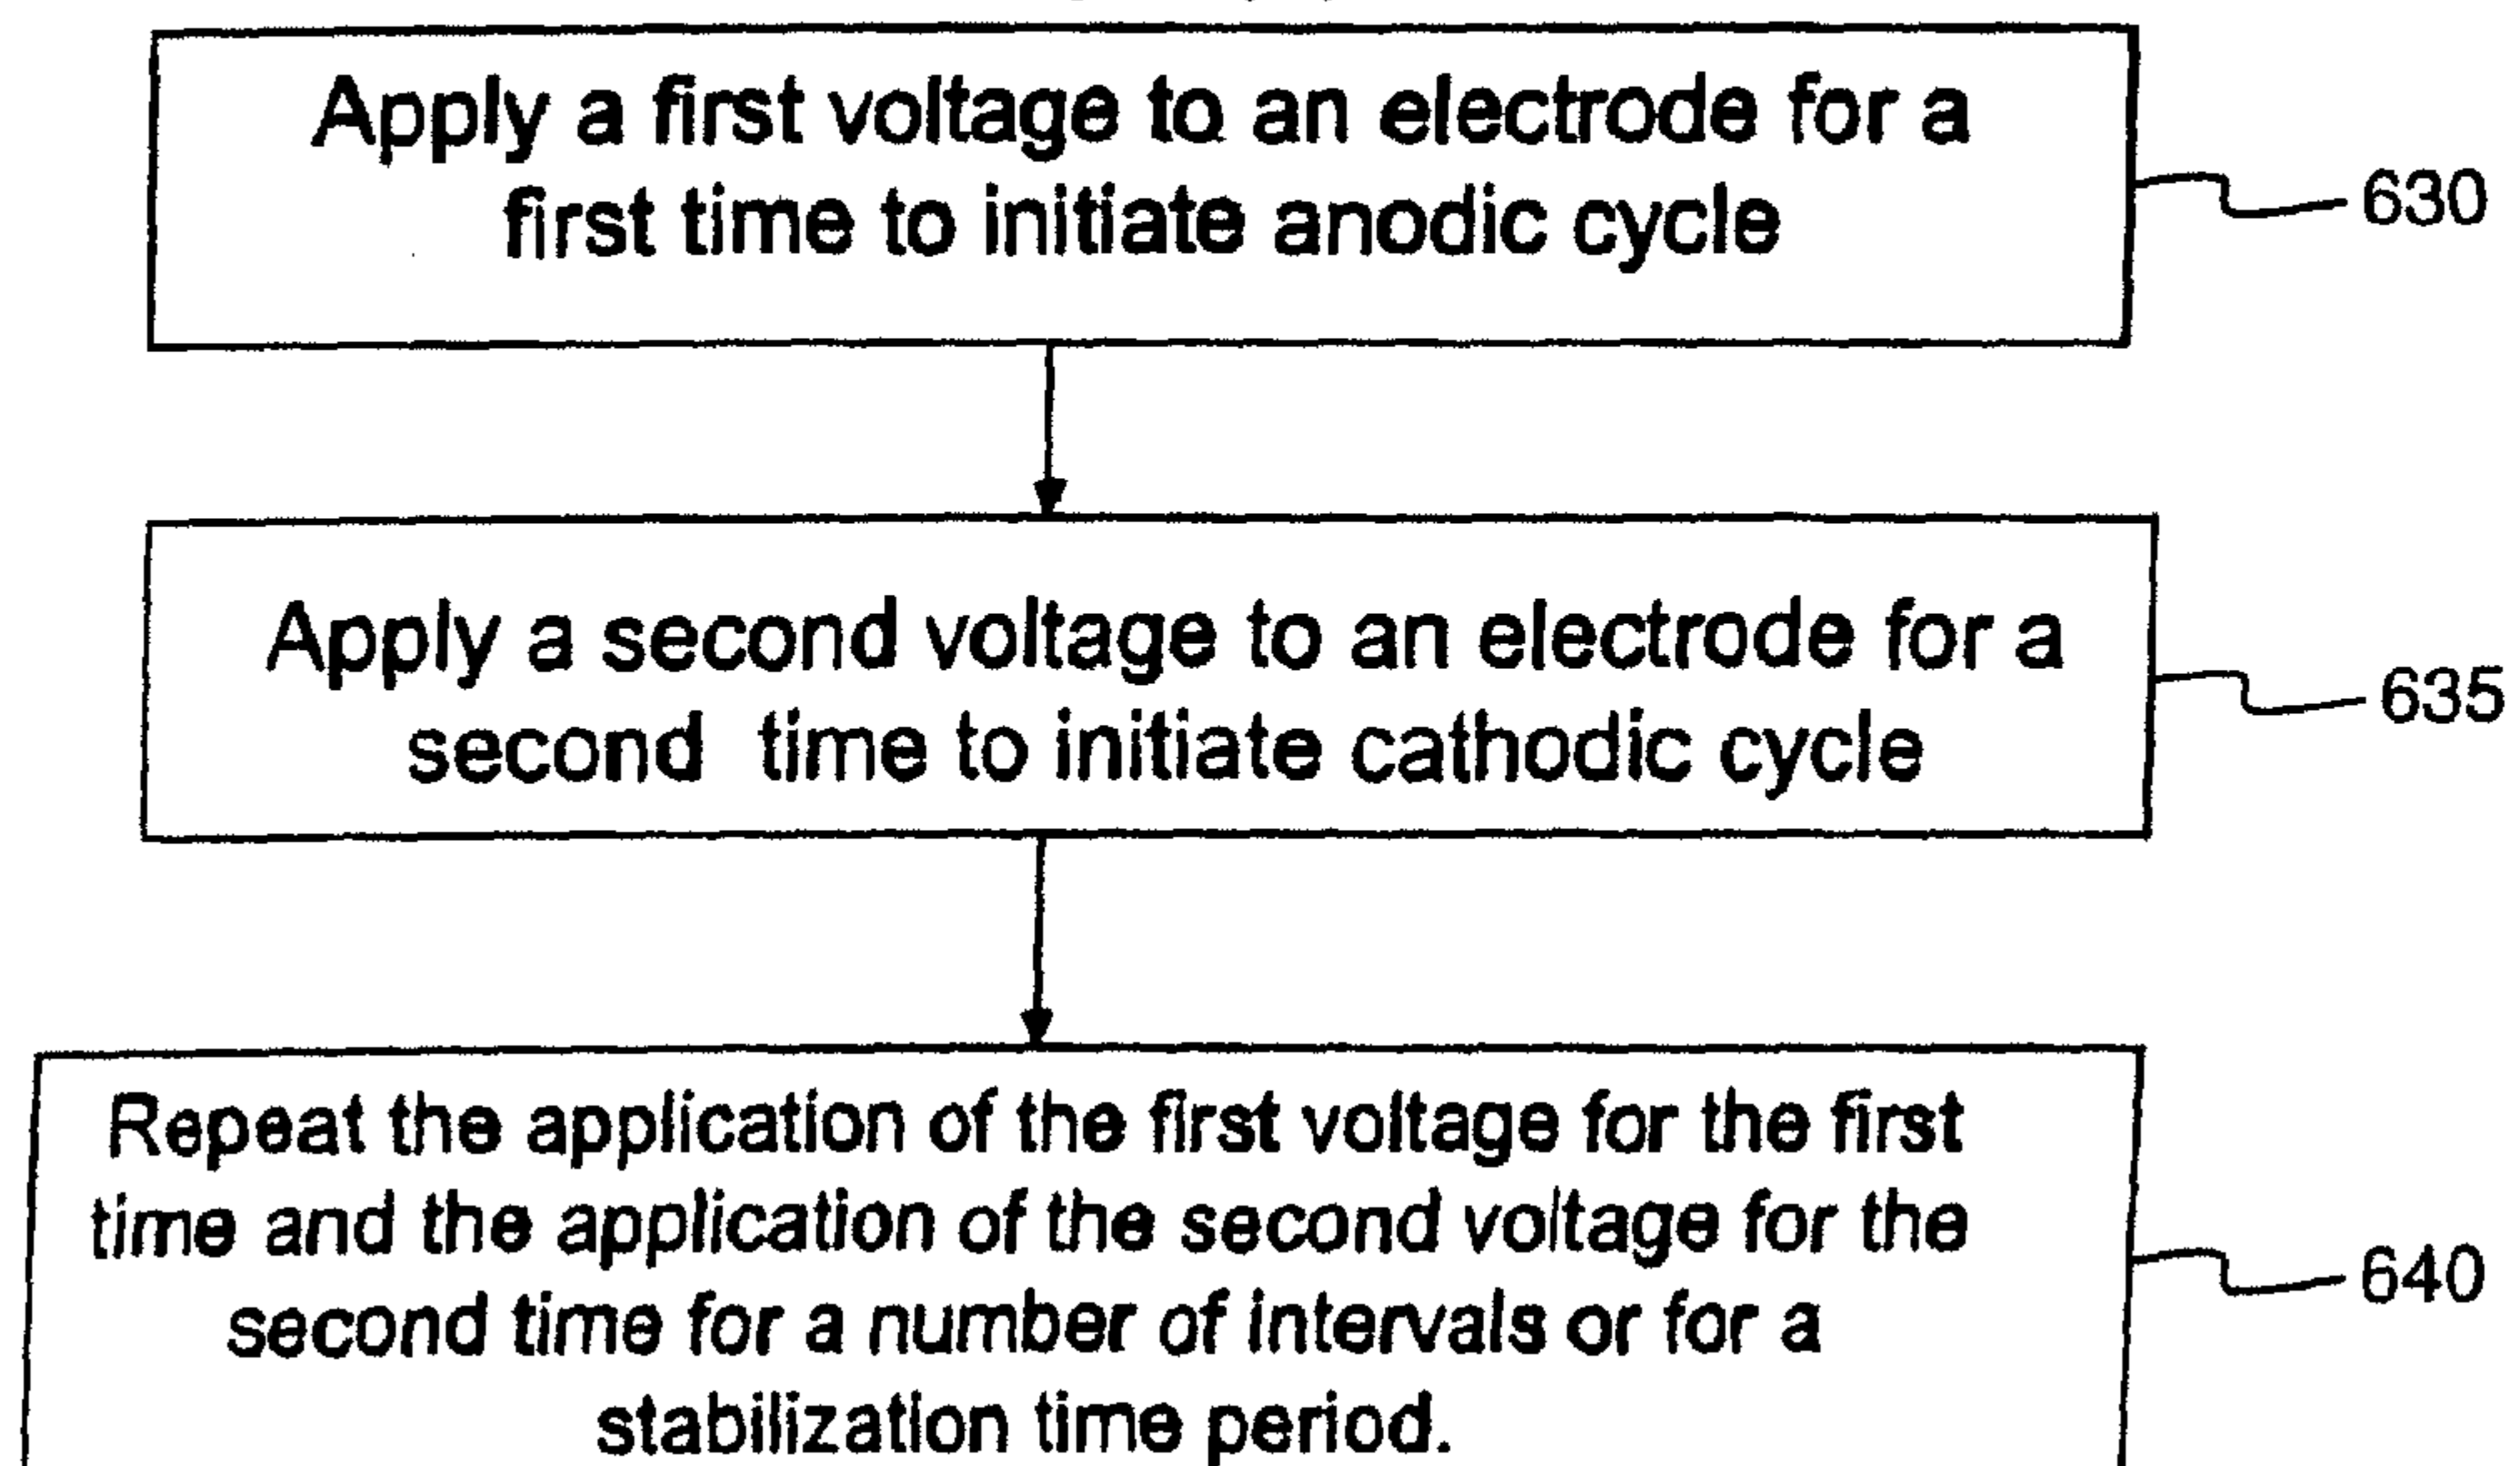 Apply a first voltage to an electrode for a
first time to initiate anodic cycle
630
Apply a second voltage to an electrode for a
second time to initiate cathodic cycle
635
Repeat the application of the first voltage for the first
time and the application of the second voltage for the
second time for a number of intervals or for a
stabilization time period.
640